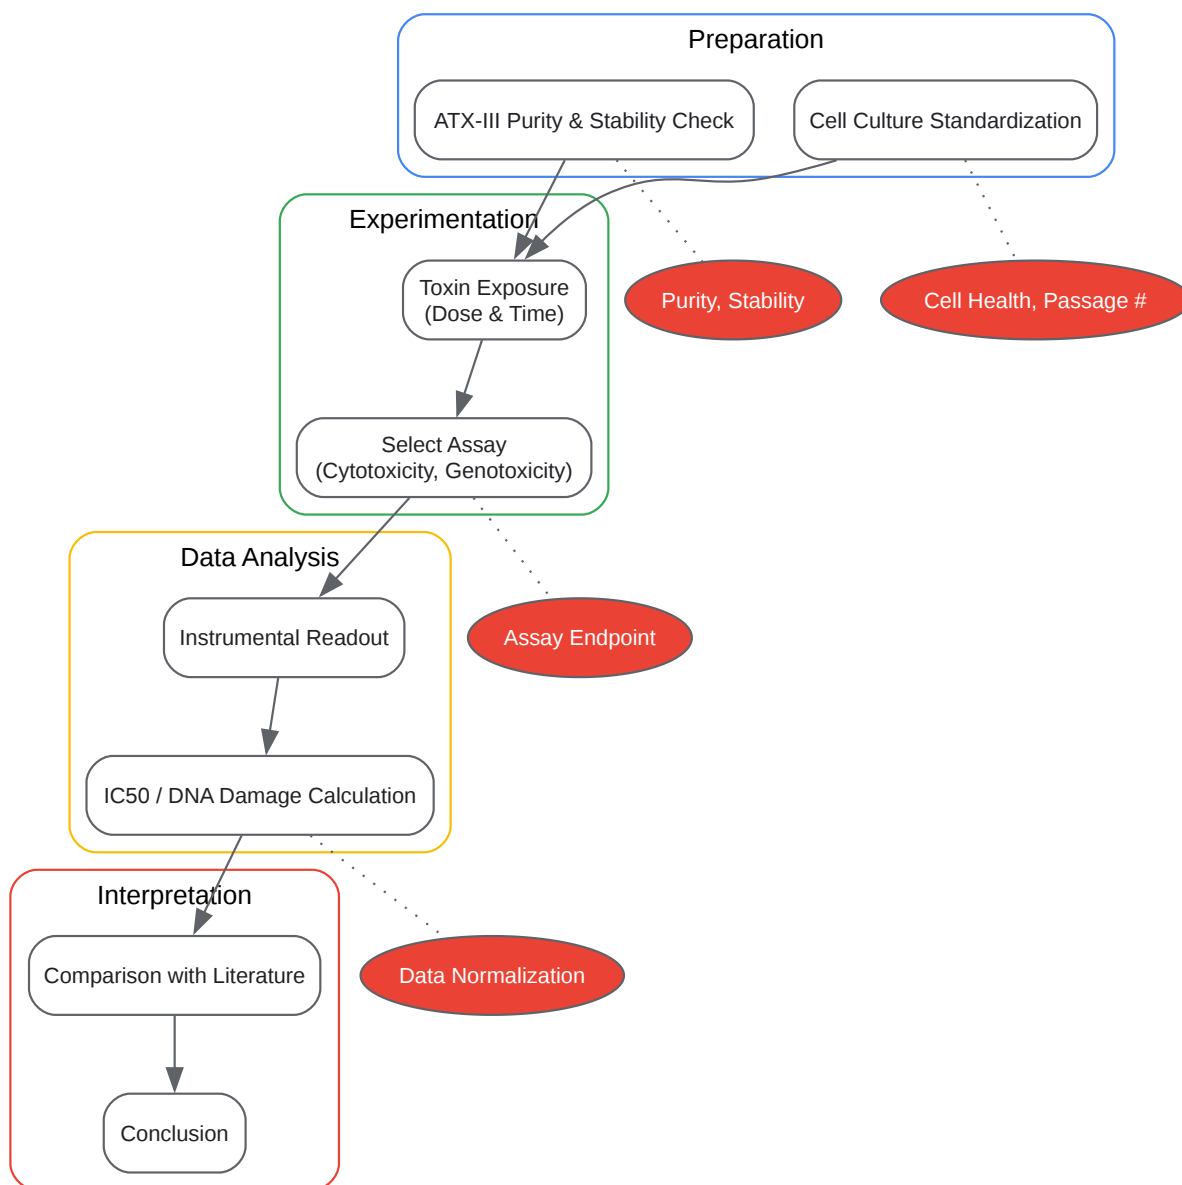 Preparation
ATX-III Purity & Stability Check
Cell Culture Standardization
Experimentation
Toxin Exposure
(Dose & Time)
Purity, Stability
Cell Health, Passage #
Select Assay
(Cytotoxicity, Genotoxicity)
Data Analysis
Instrumental Readout
Assay Endpoint
IC50 / DNA Damage Calculation
Interpretation
Comparison with Literature
Data Normalization
Conclusion